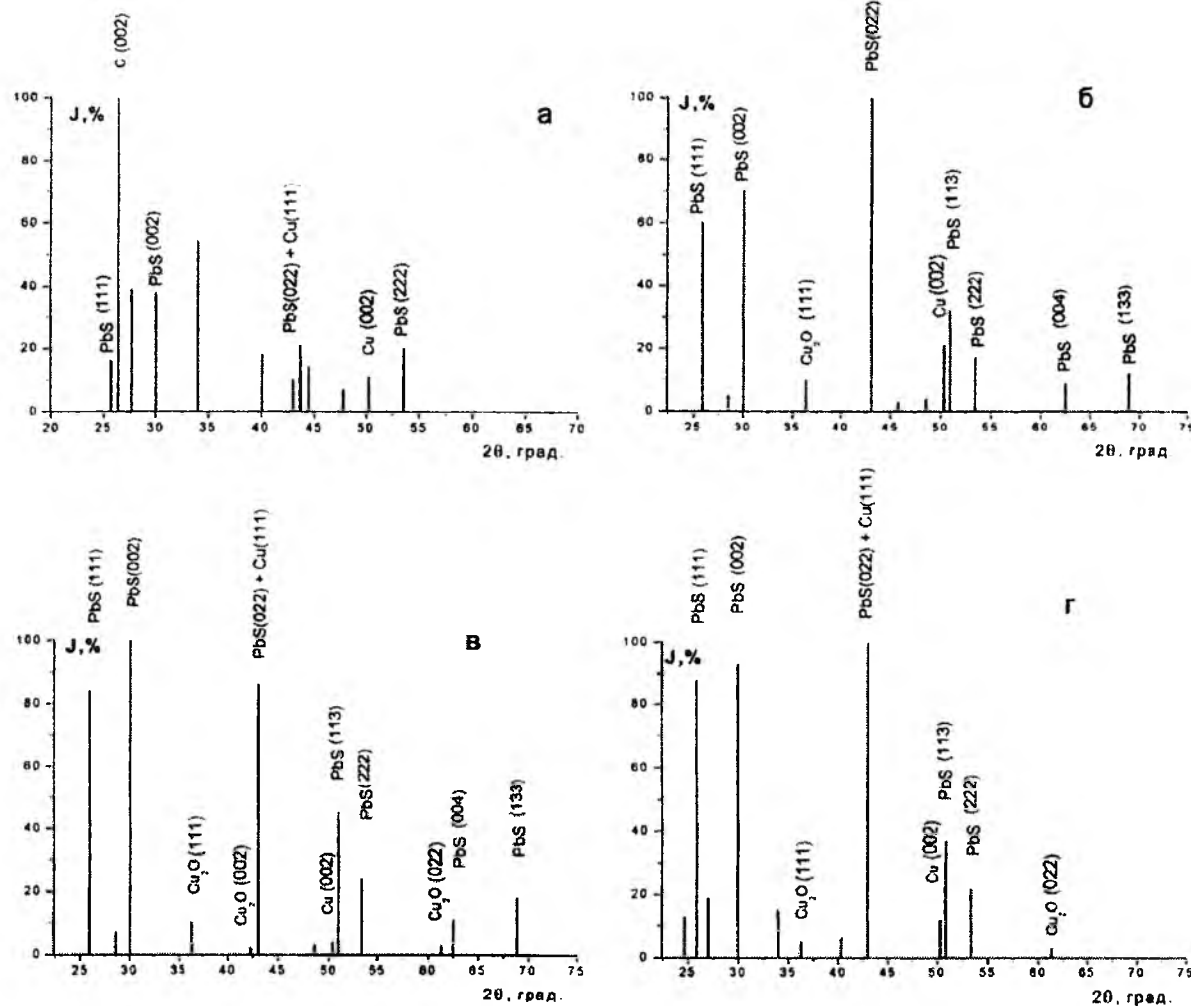 C (002)
100
80
60
40
20
0
J,%
а
PbS (111)
PbS (002)
PbS(022) + Cu(111)
Cu (002)
PbS (222)
20 25 30 35 40 45 50 55 60 65 70
2θ, град.
PbS(022)
100
80
60
40
20
0
J,%
б
PbS (111)
PbS (002)
Cu₂O (111)
Cu (002)
PbS (113)
PbS (222)
PbS (004)
PbS (133)
25 30 35 40 45 50 55 60 65 70 75
2θ, град.
PbS (111)
PbS(002)
PbS(022) + Cu(111)
100
80
60
40
20
0
J,%
в
Cu₂O (111)
Cu₂O (002)
Cu (002)
PbS (113)
PbS(222)
Cu₂O (022)
PbS (004)
PbS (133)
25 30 35 40 45 50 55 60 65 70 75
2θ, град.
PbS (111)
PbS (002)
PbS(022) + Cu(111)
100
80
60
40
20
0
J,%
г
Cu₂O (111)
Cu (002)
PbS (113)
PbS (222)
Cu₂O (022)
25 30 35 40 45 50 55 60 65 70 75
2θ, град.